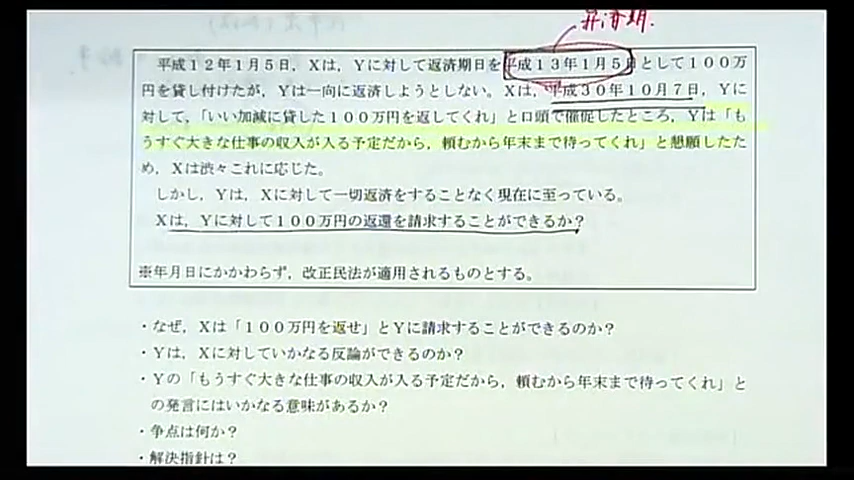 弁済期.
平成12年1月5日，Xは，Yに対して返済期日を平成13年1月5日として100万
円を貸し付けたが，Yは一向に返済しようとしない。Xは，平成30年10月7日，Yに
対して，「いい加減に貸した100万円を返してくれ」と口頭で催促したところ，Yは「も
うすぐ大きな仕事の収入が入る予定だから，頼むから年末まで待ってくれ」と懇願したた
め，Xは渋々これに応じた。
しかし，Yは，Xに対して一切返済をすることなく現在に至っている。
Xは，Yに対して100万円の返還を請求することができるか？
※年月日にかかわらず，改正民法が適用されるものとする。
・なぜ，Xは「100万円を返せ」とYに請求することができるのか？
・Yは，Xに対していかなる反論ができるのか？
・Yの「もうすぐ大きな仕事の収入が入る予定だから，頼むから年末まで待ってくれ」と
の発言にはいかなる意味があるか？
・争点は何か？
・解決指針は？